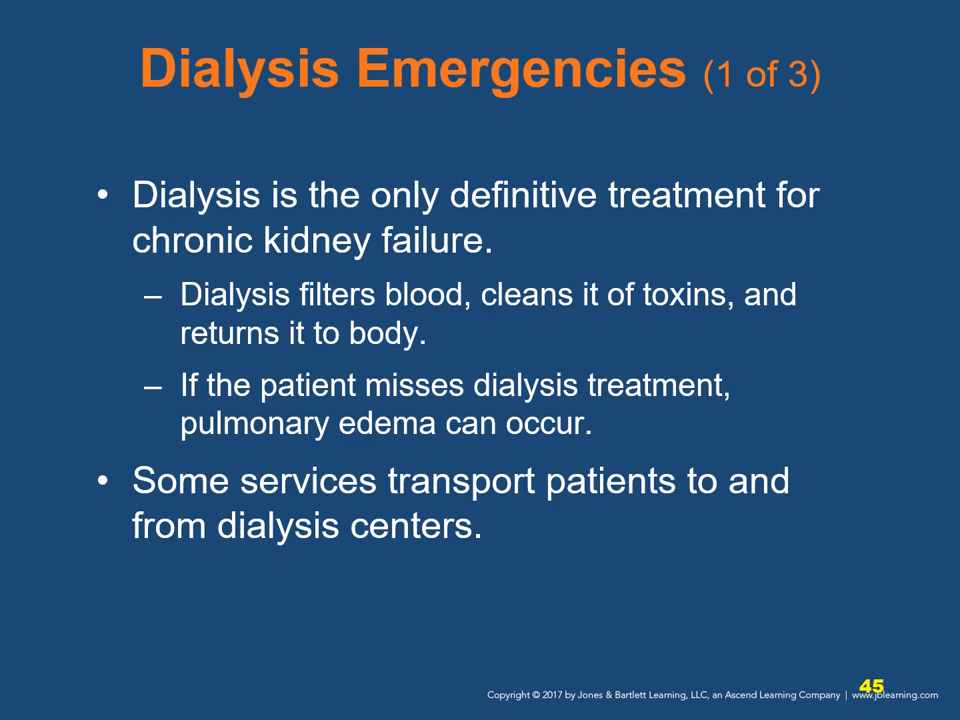 Dialysis Emergencies (1 of 3)
• Dialysis is the only definitive treatment for
chronic kidney failure.
– Dialysis filters blood, cleans it of toxins, and
returns it to body.
– If the patient misses dialysis treatment,
pulmonary edema can occur.
• Some services transport patients to and
from dialysis centers.
45
Copyright © 2017 by Jones & Bartlett Learning, LLC, an Ascend Learning Company | www.jblearning.com